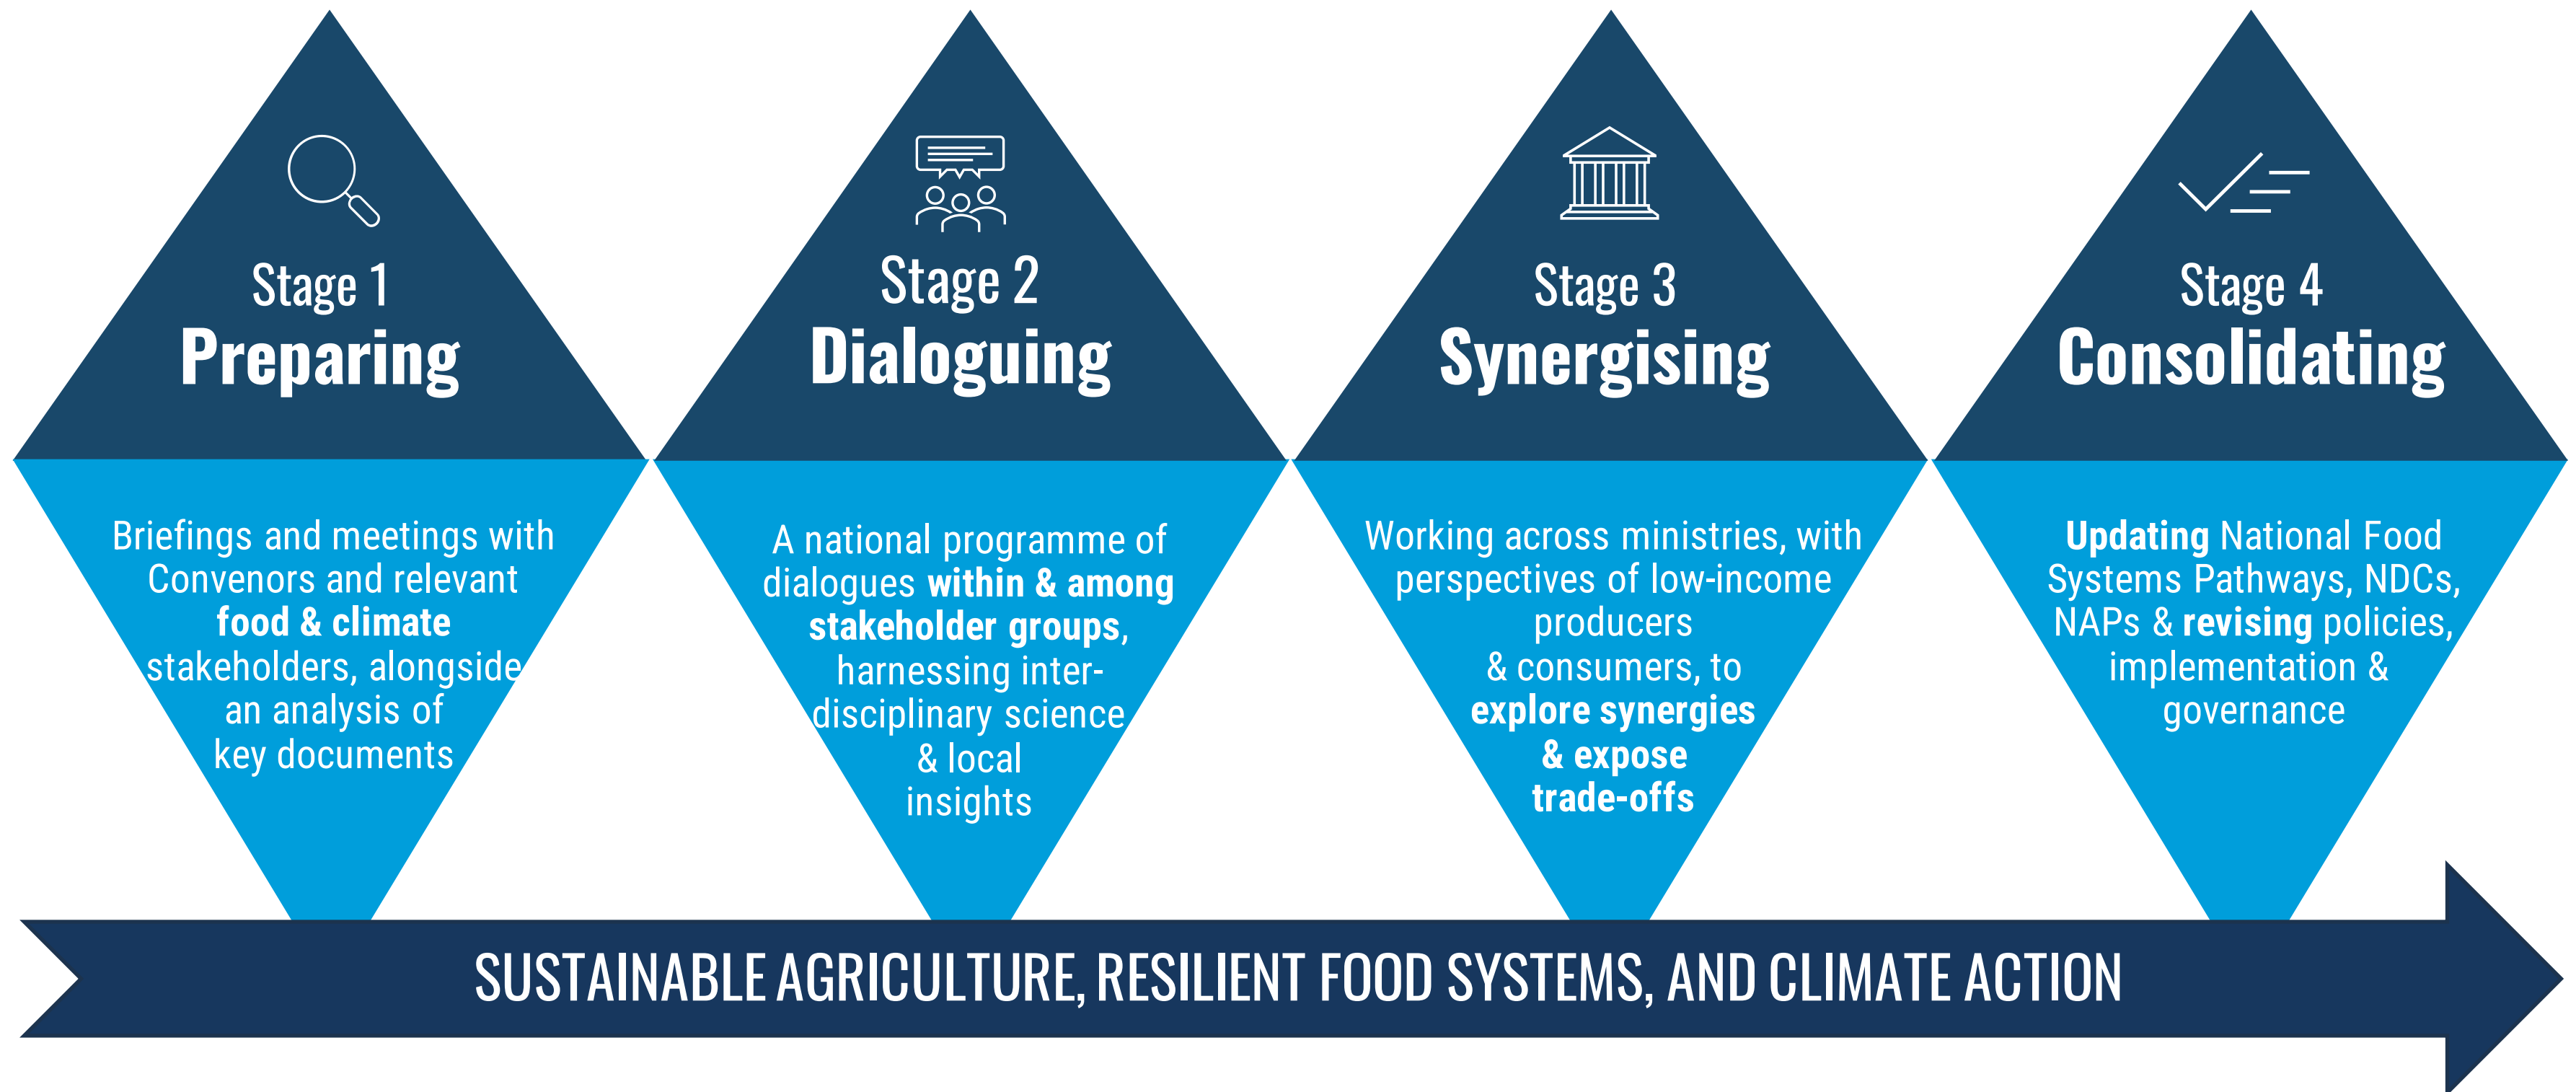 Stage 1
Preparing
Briefings and meetings with
Convenors and relevant
food & climate
stakeholders, alongside
an analysis of
key documents
Stage 2
Dialoguing
A national programme of
dialogues within & among
stakeholder groups,
harnessing inter-
disciplinary science
& local
insights
Stage 3
Synergising
Working across ministries, with
perspectives of low-income
producers
& consumers, to
explore synergies
& expose
trade-offs
Stage 4
Consolidating
Updating National Food
Systems Pathways, NDCs,
NAPs & revising policies,
implementation &
governance
SUSTAINABLE AGRICULTURE, RESILIENT FOOD SYSTEMS, AND CLIMATE ACTION